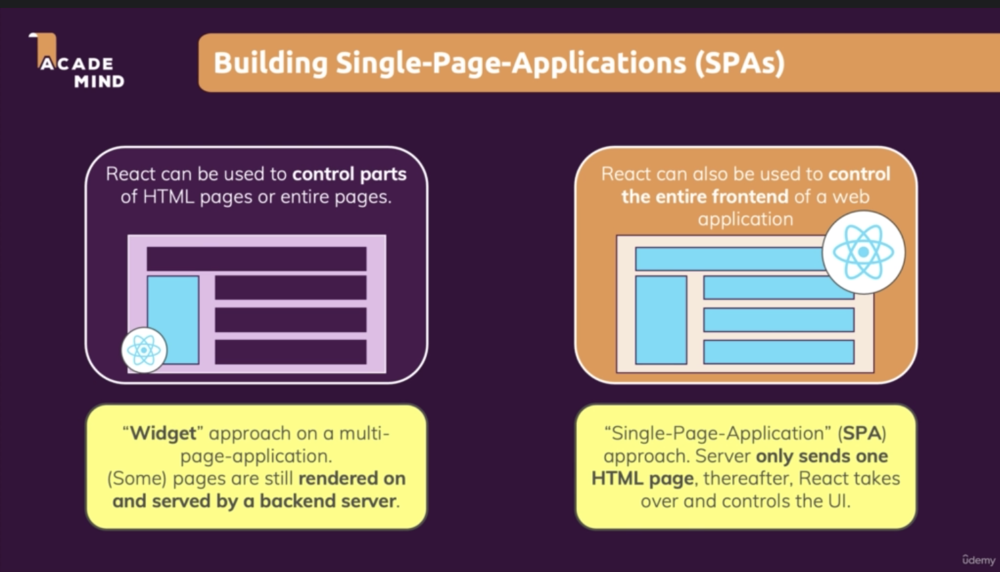 ACADE
MIND
Building Single-Page-Applications (SPAs)
React can be used to control parts
of HTML pages or entire pages.
“Widget” approach on a multi-
page-application.
(Some) pages are still rendered on
and served by a backend server.
React can also be used to control
the entire frontend of a web
application
“Single-Page-Application” (SPA)
approach. Server only sends one
HTML page, thereafter, React takes
over and controls the UI.
ûdemy